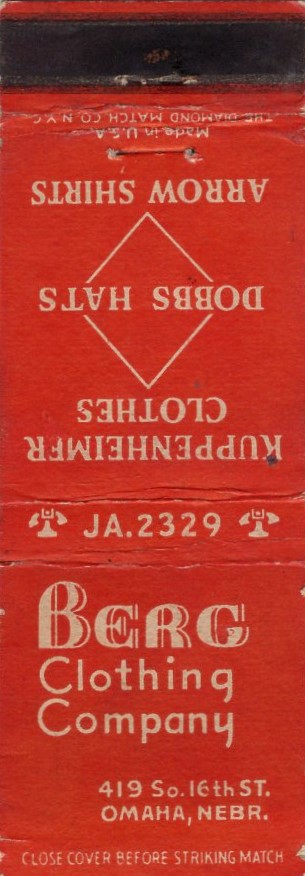 THE DIAMOND MATCH CO. N.Y.C.
Made in U.S.A.
ARROW SHIRTS
DOBBS HATS
KUPPENHEIMER
CLOTHES
JA.2329
BERG
Clothing
Company
419 So. 16th ST.
OMAHA, NEBR.
CLOSE COVER BEFORE STRIKING MATCH